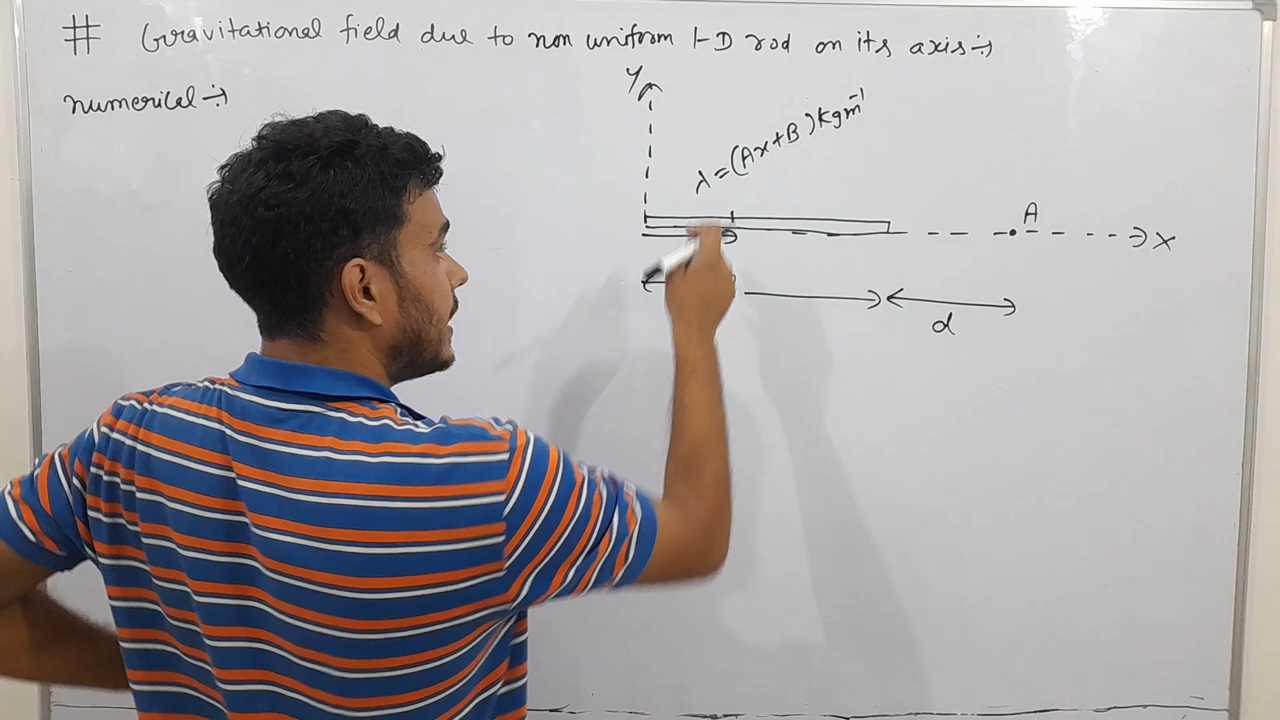 # Gravitational field due to non uniform 1-D rod on its axis ÷
numerical ÷
Y
λ = (Ax+B) kgm⁻¹
A
X
d